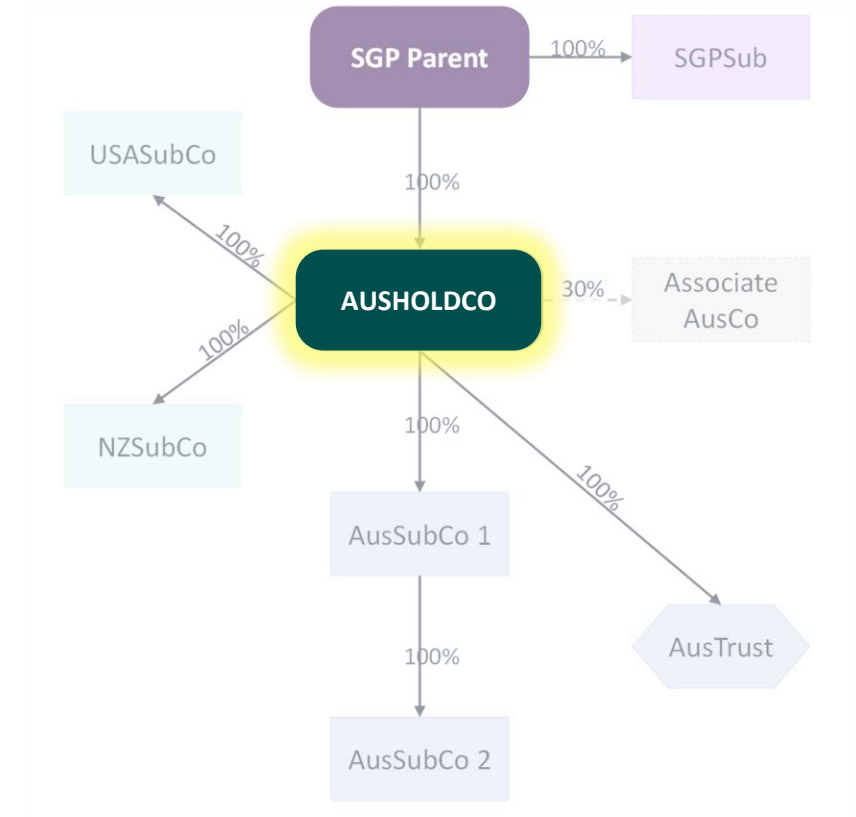 SGP Parent
100%
SGPSub
USASubCo
100%
100%
AUSHOLDCO
30%
Associate
AusCo
100%
NZSubCo
100%
100%
AusSubCo 1
AusTrust
100%
AusSubCo 2